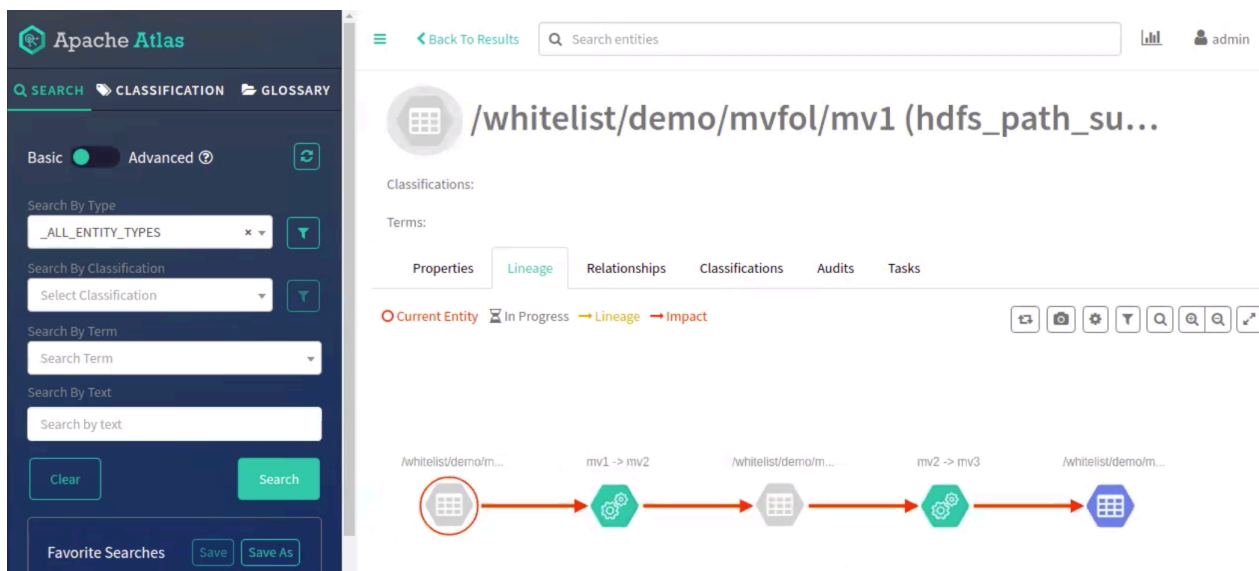 Apache Atlas
SEARCH CLASSIFICATION GLOSSARY
Basic Advanced
Search By Type
_ALL_ENTITY_TYPES
Search By Classification
Select Classification
Search By Term
Search Term
Search By Text
Search by text
Clear Search
Favorite Searches Save Save As
Back To Results Search entities admin
/whitelist/demo/mvfol/mv1 (hdfs_path_su...
Classifications:
Terms:
Properties Lineage Relationships Classifications Audits Tasks
Current Entity In Progress Lineage Impact
/whitelist/demo/m... mv1 -> mv2 /whitelist/demo/m... mv2 -> mv3 /whitelist/demo/m...